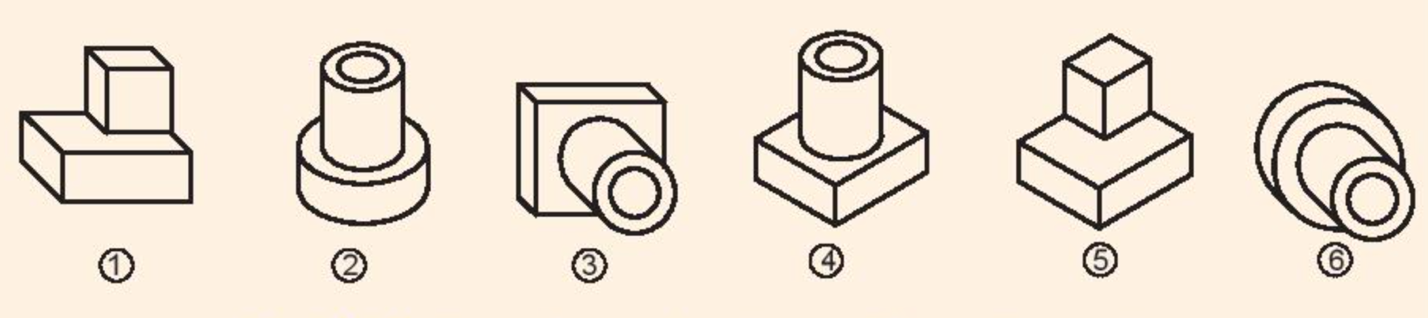 ① ② ③ ④ ⑤ ⑥